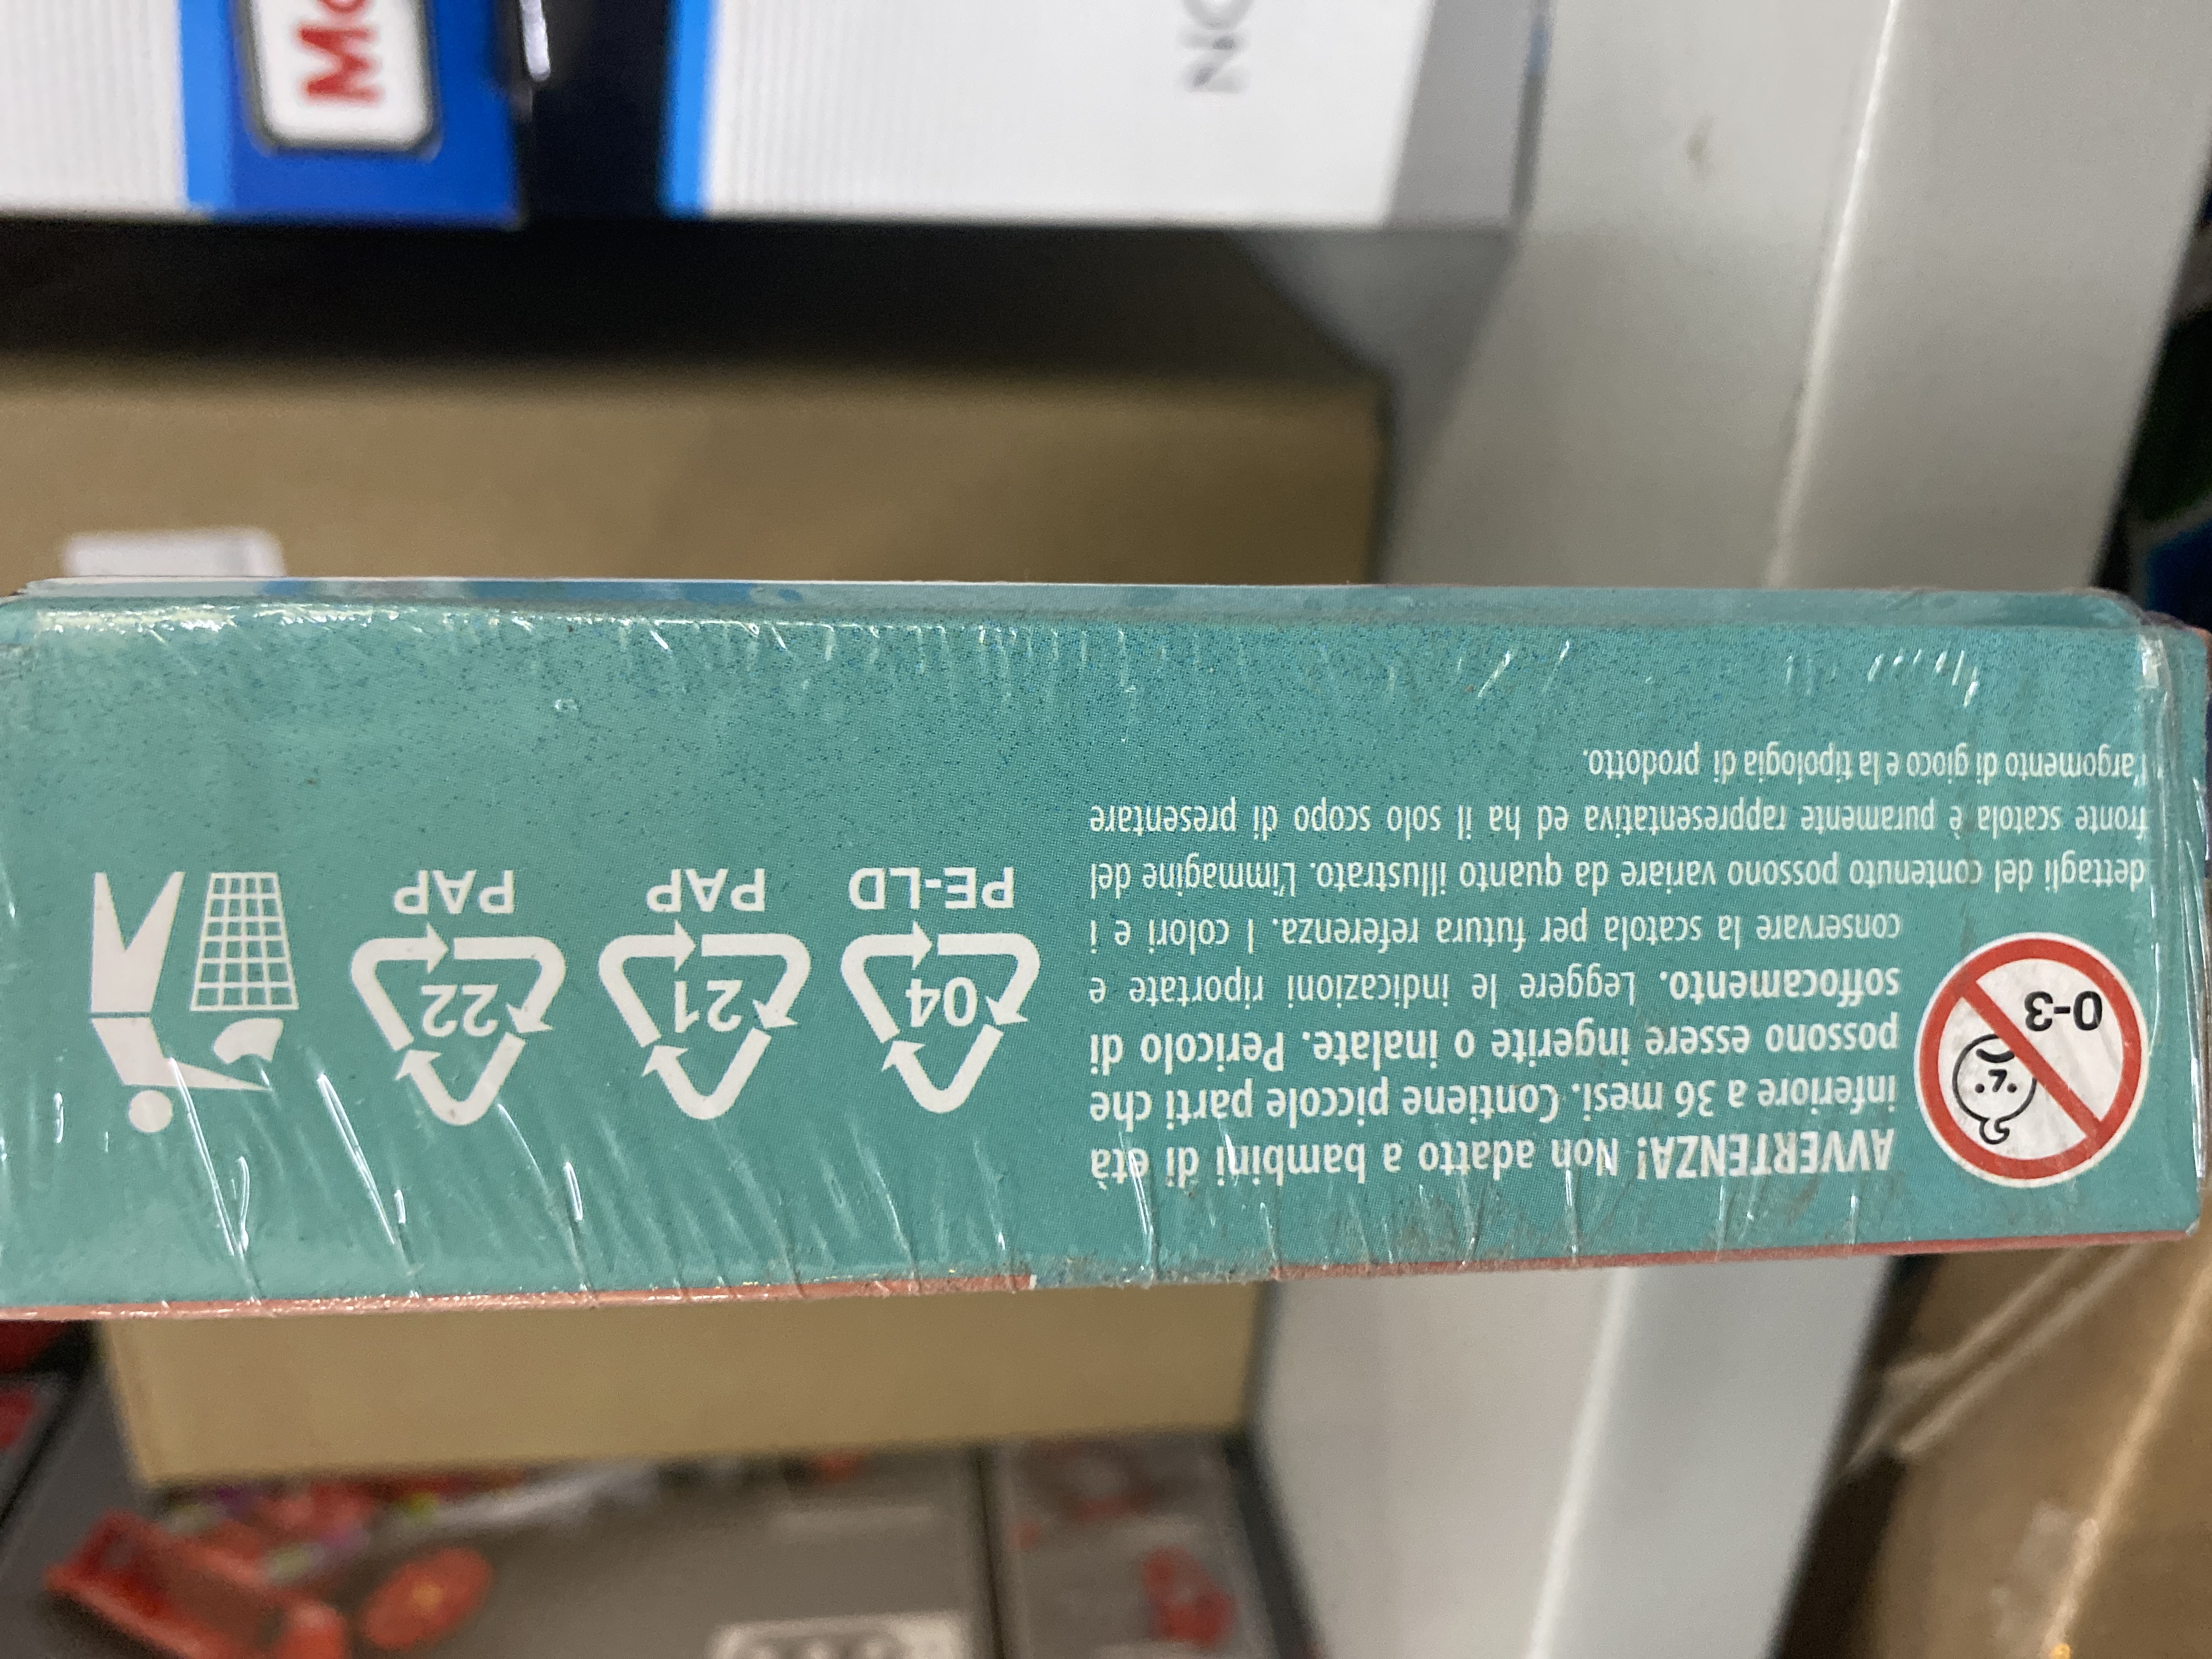 AVVERTENZA! Non adatto a bambini di età
inferiore a 36 mesi. Contiene piccole parti che
possono essere ingerite o inalate. Pericolo di
soffocamento. Leggere le indicazioni riportate e
conservare la scatola per futura referenza. I colori e i
dettagli del contenuto possono variare da quanto illustrato. L'immagine del
fronte scatola è puramente rappresentativa ed ha il solo scopo di presentare
l'argomento di gioco e la tipologia di prodotto.
0-3
04
PE-LD
21
PAP
22
PAP